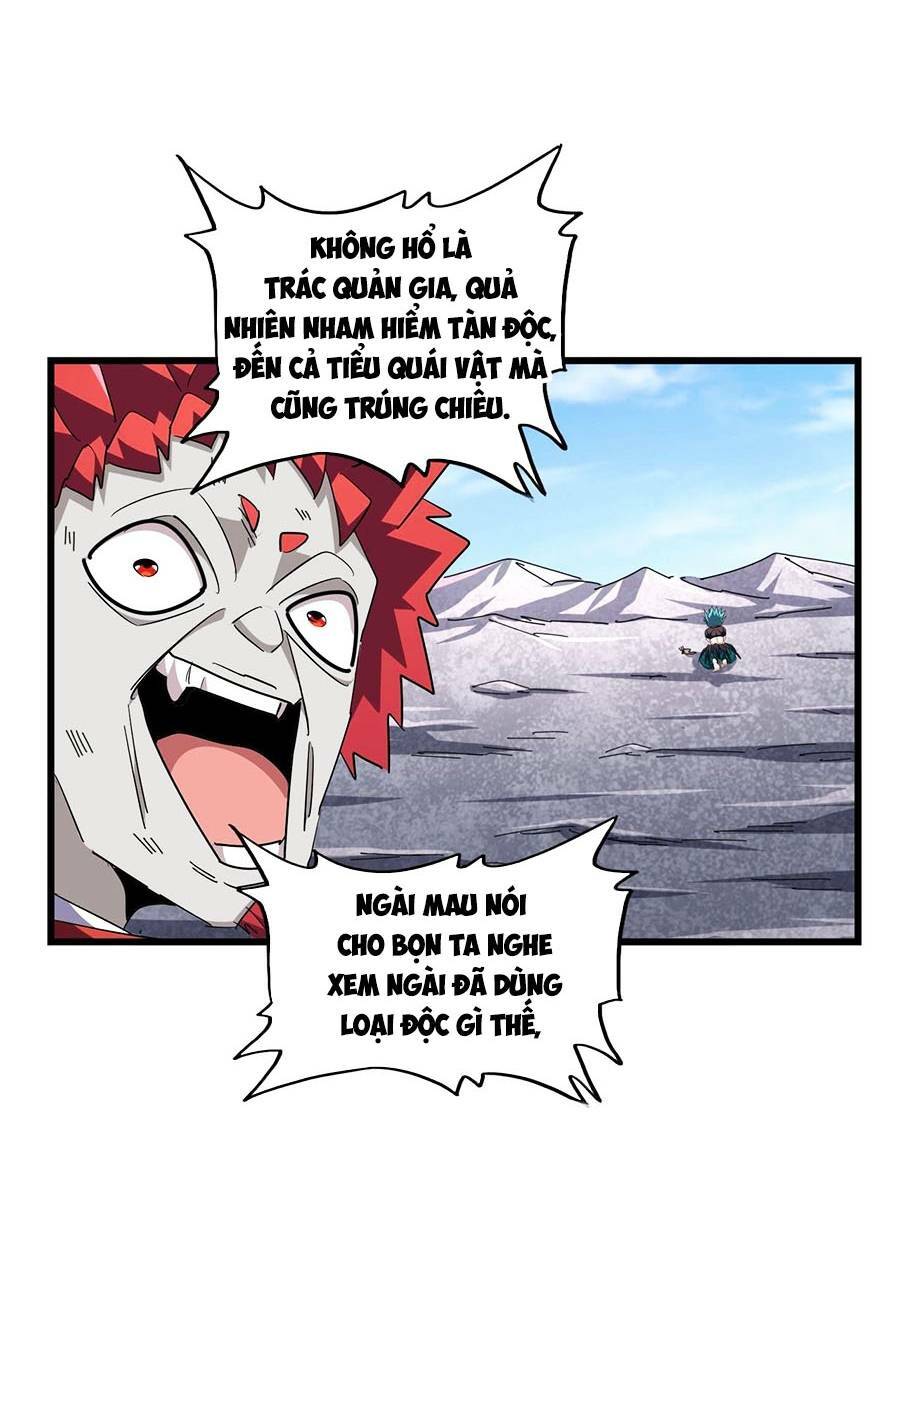 KHÔNG HỔ LÀ
TRÁC QUẢN GIA, QUẢ
NHIÊN NHAM HIỂM TÀN ĐỘC,
ĐẾN CẢ TIỂU QUÁI VẬT MÀ
CŨNG TRÚNG CHIÊU.
NGÀI MAU NÓI
CHO BỌN TA NGHE
XEM NGÀI ĐÃ DÙNG
LOẠI ĐỘC GÌ THẾ,